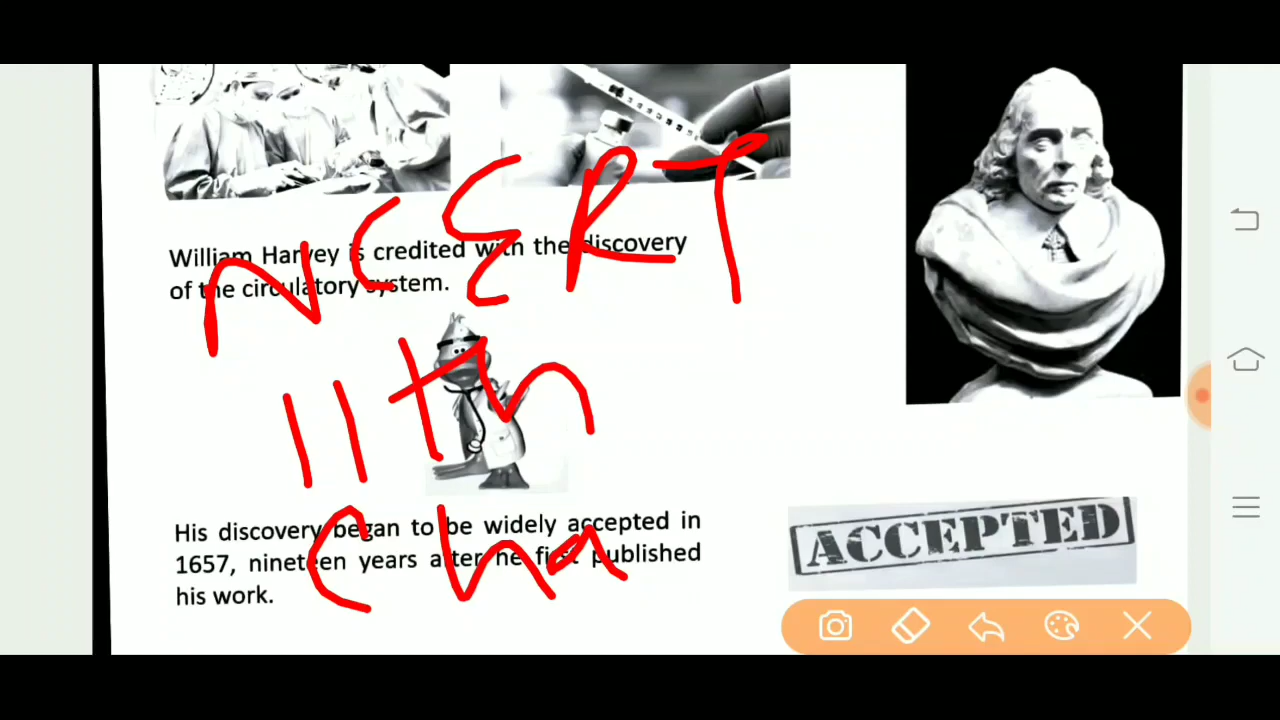 William Harvey is credited with the discovery
of the circulatory system.
NCERT
11th
His discovery began to be widely accepted in
1657, nineteen years after he first published
his work.
Cha
ACCEPTED